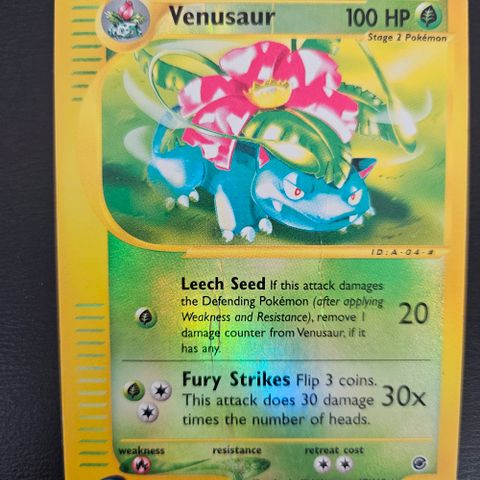 Venusaur 100 HP
Stage 2 Pokémon
ID:A-04-#
Leech Seed If this attack damages
the Defending Pokémon (after applying
Weakness and Resistance), remove 1
damage counter from Venusaur, if it
has any.
20
Fury Strikes Flip 3 coins.
This attack does 30 damage
times the number of heads.
30x
weakness resistance retreat cost